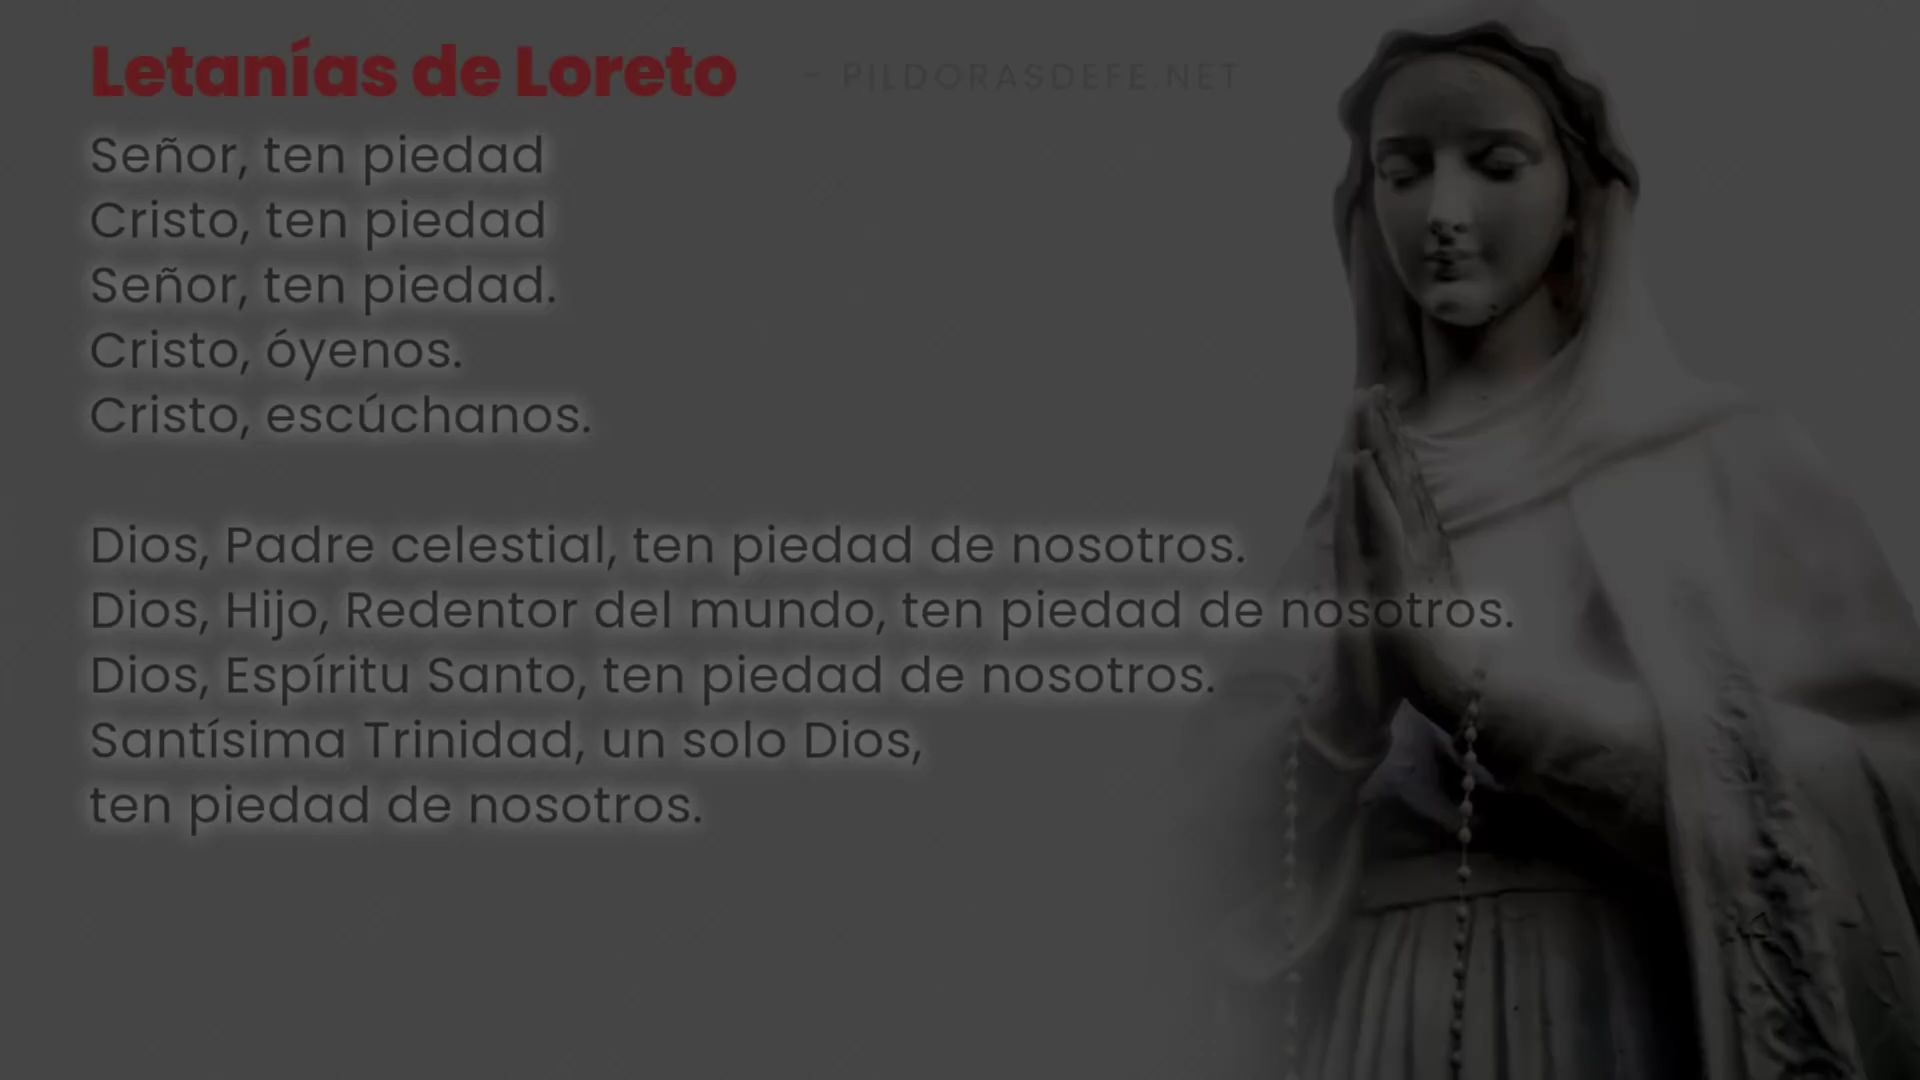 Letanías de Loreto - PILDORASDEFE.NET
Señor, ten piedad
Cristo, ten piedad
Señor, ten piedad.
Cristo, óyenos.
Cristo, escúchanos.
Dios, Padre celestial, ten piedad de nosotros.
Dios, Hijo, Redentor del mundo, ten piedad de nosotros.
Dios, Espíritu Santo, ten piedad de nosotros.
Santísima Trinidad, un solo Dios,
ten piedad de nosotros.